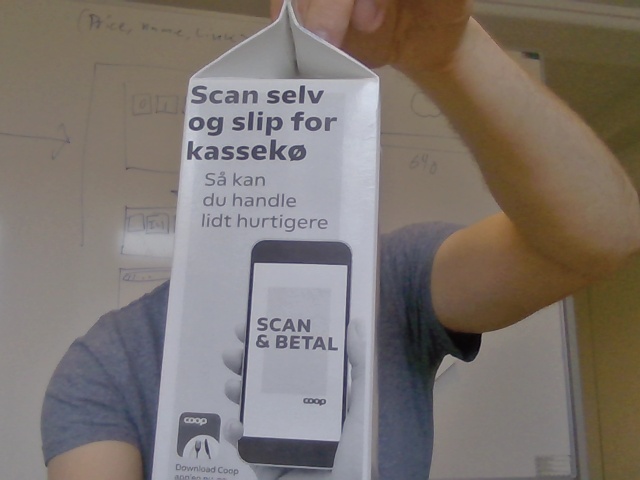 Scan selv
og slip for
kassekø
Så kan
du handle
lidt hurtigere
SCAN
& BETAL
coop
coop
Download Coop